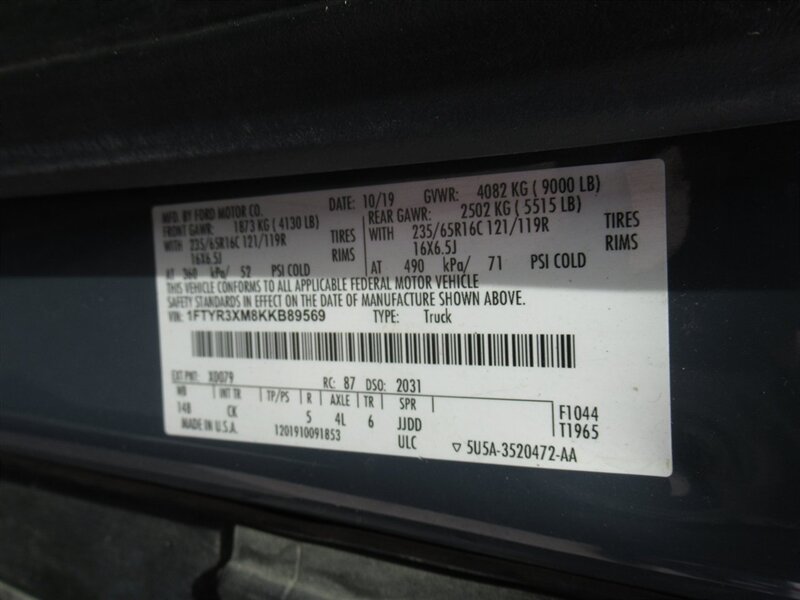 MFD. BY FORD MOTOR CO. DATE: 10/19 GVWR: 4082 KG ( 9000 LB)
FRONT GAWR: 1873 KG ( 4130 LB) REAR GAWR: 2502 KG ( 5515 LB)
WITH 235/65R16C 121/119R TIRES WITH 235/65R16C 121/119R TIRES
16X6.5J RIMS 16X6.5J RIMS
AT 360 kPa/ 52 PSI COLD AT 490 kPa/ 71 PSI COLD
THIS VEHICLE CONFORMS TO ALL APPLICABLE FEDERAL MOTOR VEHICLE
SAFETY STANDARDS IN EFFECT ON THE DATE OF MANUFACTURE SHOWN ABOVE.
VIN: 1FTYR3XM8KKB89569 TYPE: Truck
EXT PNT: XD079 RC: 87 DSO: 2031
WB INT TR TP/PS R AXLE TR SPR
148 CK 5 4L 6 JJDD
F1044
T1965
MADE IN U.S.A. 1201910091853 ULC ▽ 5U5A-3520472-AA